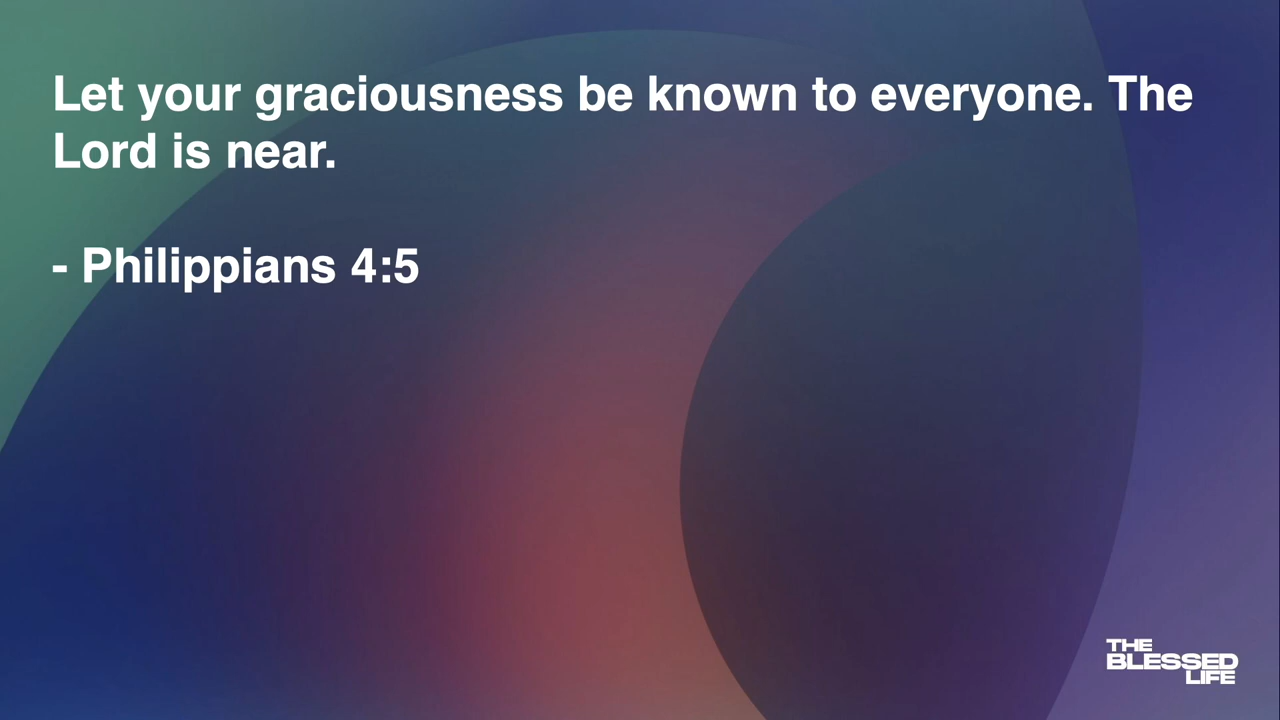 Let your graciousness be known to everyone. The
Lord is near.
- Philippians 4:5
THE
BLESSED
LIFE